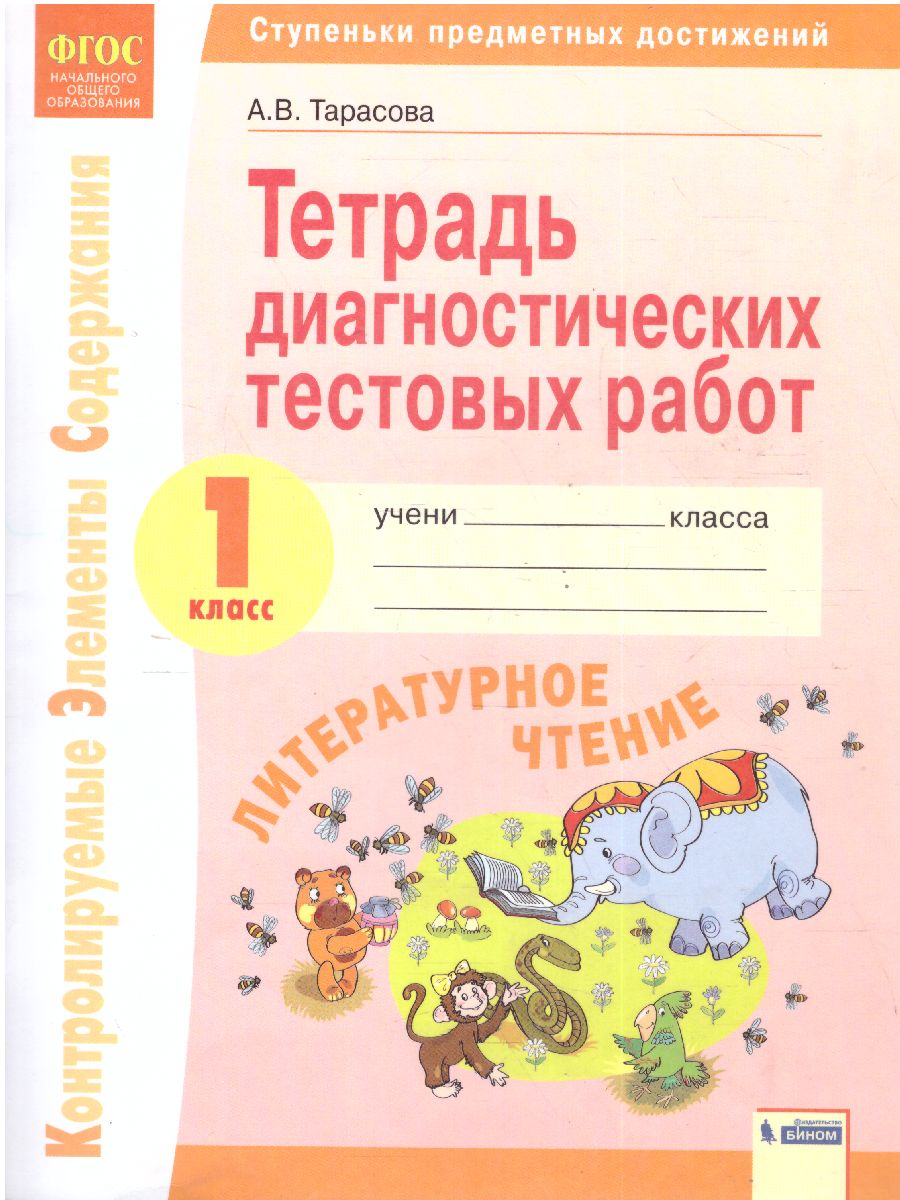 ФГОС
НАЧАЛЬНОГО
ОБЩЕГО
ОБРАЗОВАНИЯ
Ступеньки предметных достижений
А.В. Тарасова
Тетрадь
диагностических
тестовых работ
1
класс
учени класса
ЛИТЕРАТУРНОЕ
ЧТЕНИЕ
Контролируемые Элементы Содержания
ИЗДАТЕЛЬСТВО
БИНОМ